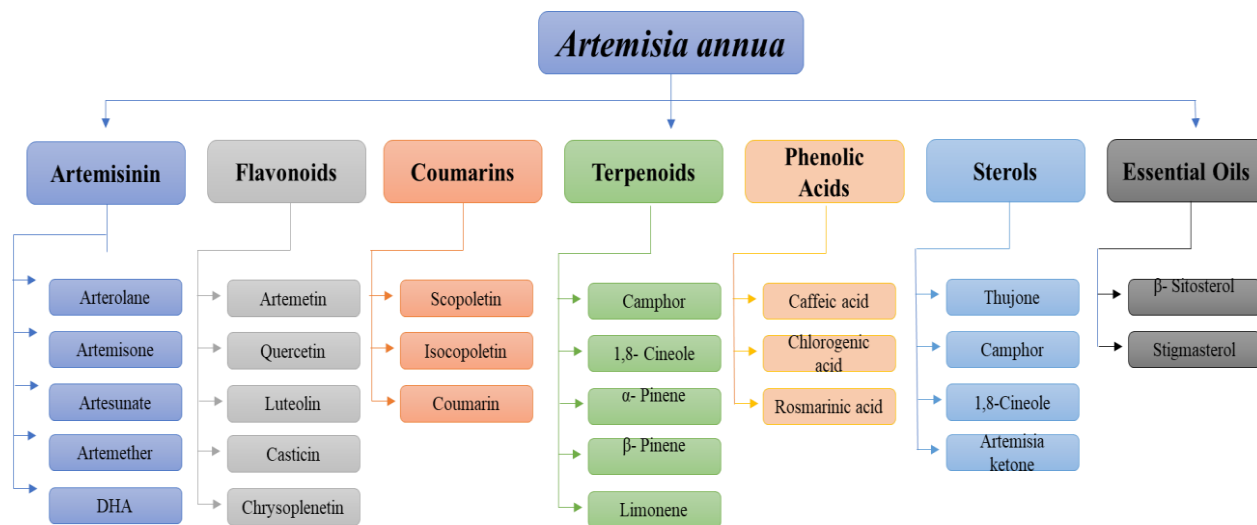 Artemisia annua
Artemisinin
Flavonoids
Coumarins
Terpenoids
Phenolic
Acids
Sterols
Essential Oils
Arterolane
Artemisone
Artesunate
Artemether
DHA
Artemetin
Quercetin
Luteolin
Casticin
Chrysoplenetin
Scopoletin
Isocopoletin
Coumarin
Camphor
1,8- Cineole
α- Pinene
β- Pinene
Limonene
Caffeic acid
Chlorogenic
acid
Rosmarinic acid
Thujone
Camphor
1,8-Cineole
Artemisia
ketone
β- Sitosterol
Stigmasterol